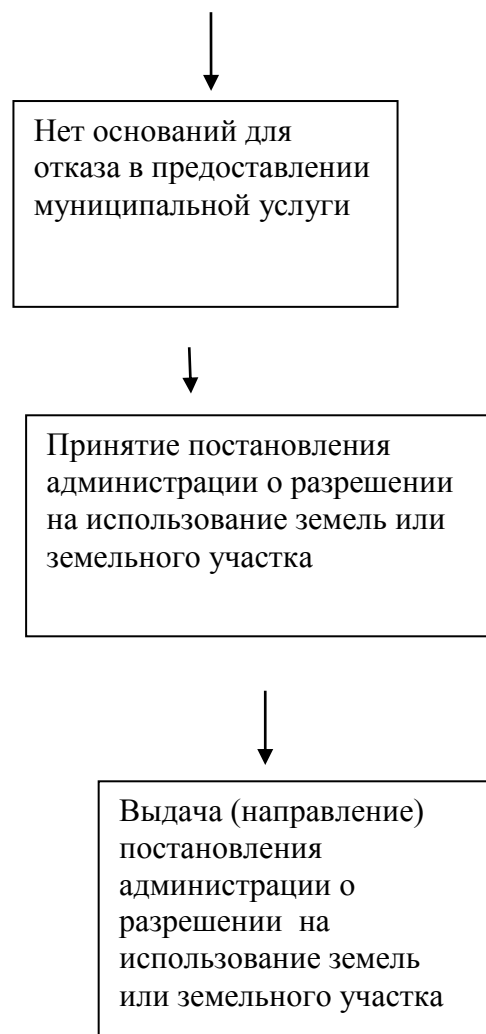 Нет оснований для
отказа в предоставлении
муниципальной услуги
Принятие постановления
администрации о разрешении
на использование земель или
земельного участка
Выдача (направление)
постановления
администрации о
разрешении  на
использование земель
или земельного участка